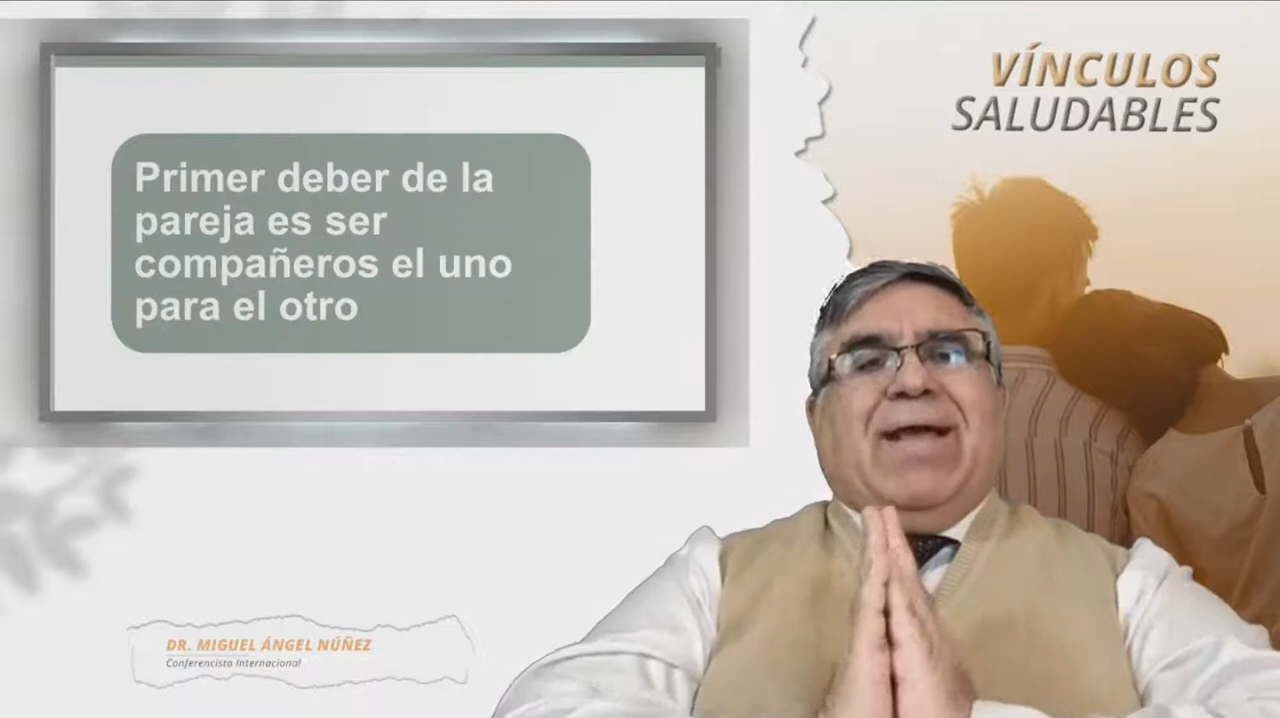 Primer deber de la
pareja es ser
compañeros el uno
para el otro
VÍNCULOS
SALUDABLES
DR. MIGUEL ÁNGEL NÚÑEZ
Conferencista Internacional